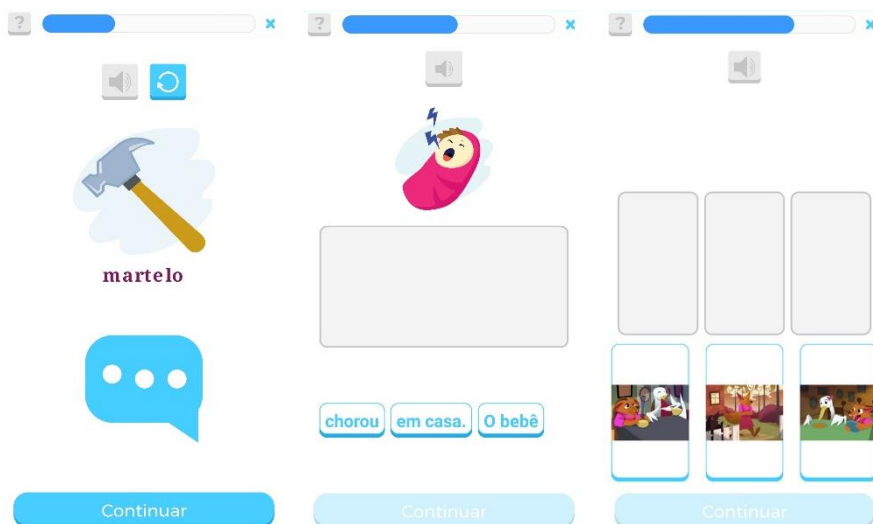 ?
martelo
Continuar
?
chorou
em casa.
O bebê
Continuar
?
Continuar